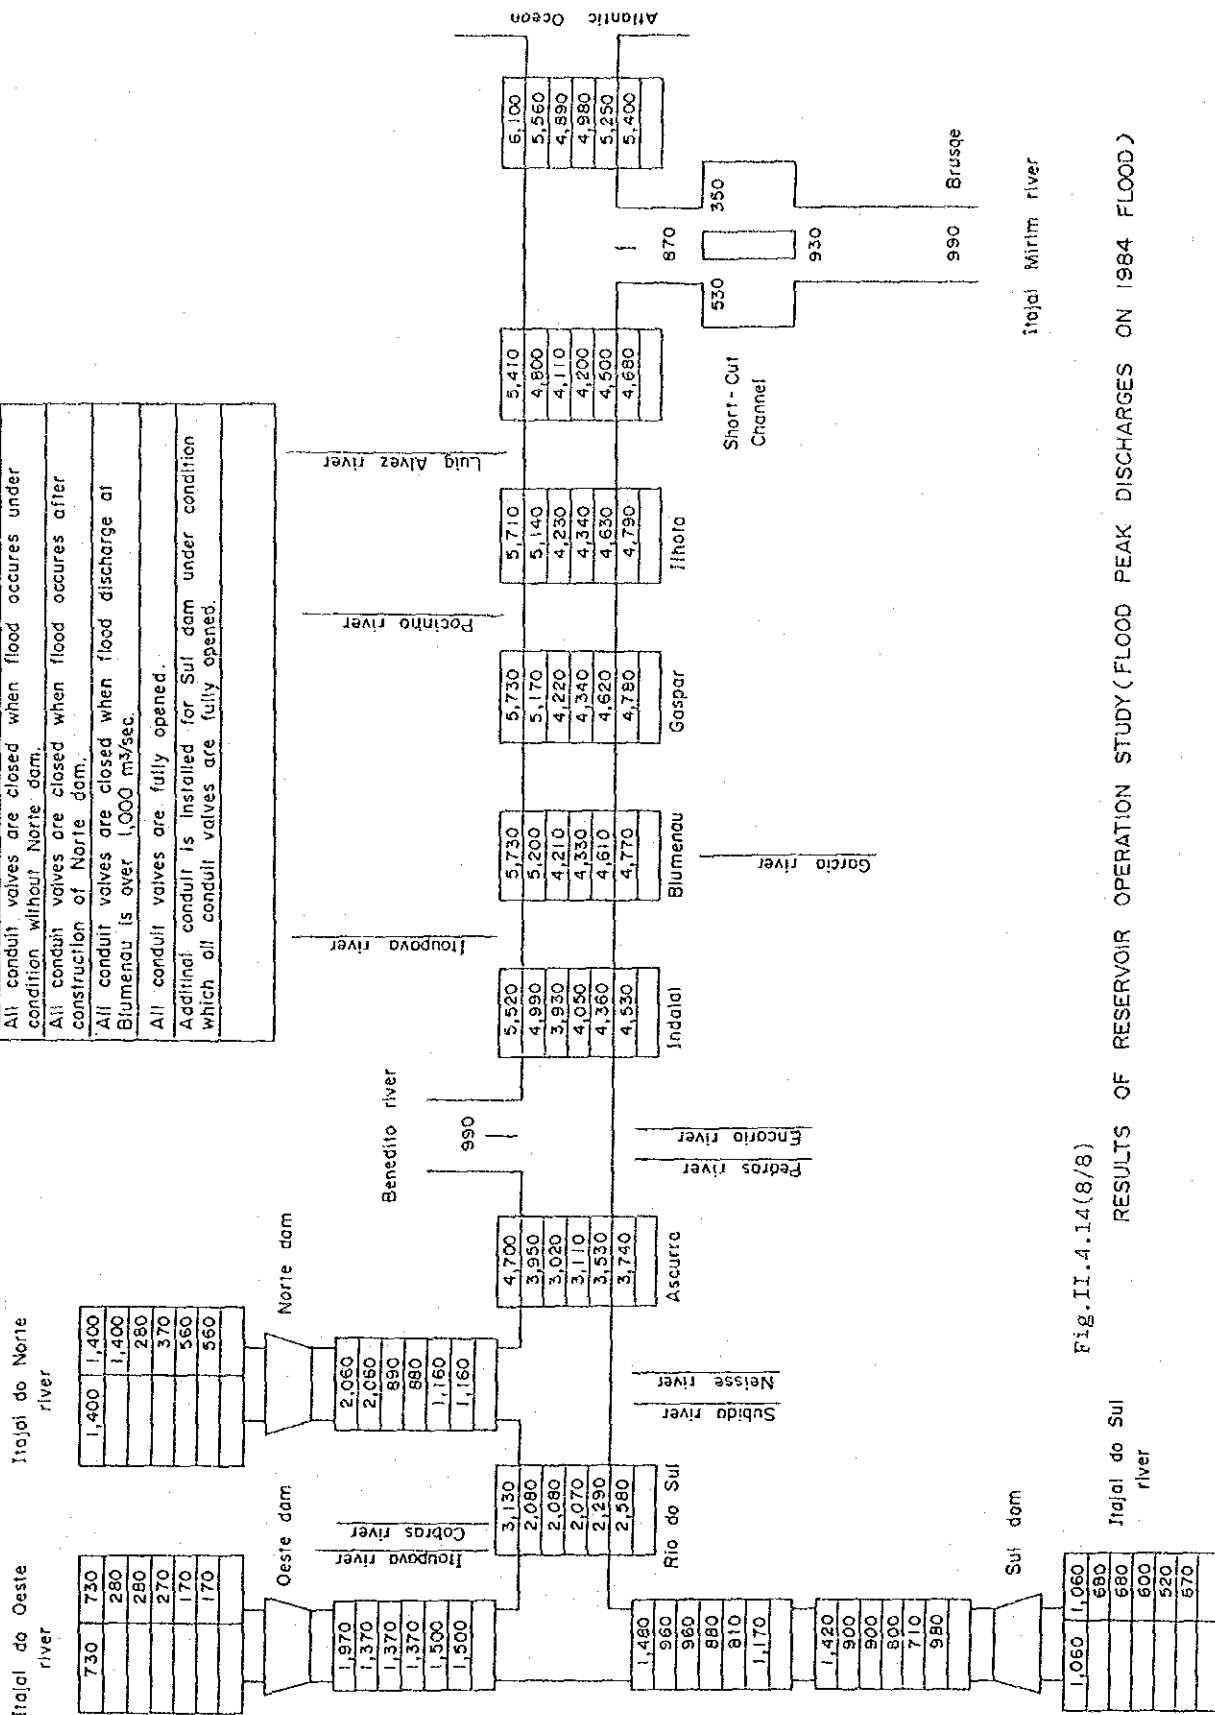 All conduit valves are closed when flood occures under
condition without Norte dam.
All conduit valves are closed when flood occures after
construction of Norte dam.
All conduit valves are closed when flood discharge at
Blumenau is over 1,000 m³/sec.
All conduit valves are fully opened.
Additinal conduit is installed for Sul dam under condition
which all conduit valves are fully opened.
Itajai do Oeste
river
730 730
280
280
270
170
170
Oeste dam
1,970
1,370
1,370
1,370
1,500
1,500
Itoupava river
Cobras river
Itajai do Norte
river
1,400 1,400
1,400
280
370
560
560
Norte dam
2,060
2,060
890
880
1,160
1,160
1,480
960
960
880
810
1,170
1,420
900
900
800
710
980
Sul dam
1,060 1,060
680
680
600
520
670
Itajai do Sul
river
3,130
2,080
2,080
2,070
2,290
2,580
Rio do Sul
Subida river
Neisse river
4,700
3,950
3,020
3,110
3,530
3,740
Ascurra
Benedito river
990
Pedras river
Encario river
5,520
4,990
3,930
4,050
4,360
4,530
Indaial
Itoupava river
5,730
5,200
4,210
4,330
4,610
4,770
Blumenau
Garcia river
5,730
5,170
4,220
4,340
4,620
4,780
Gaspar
Pocinho river
5,710
5,140
4,230
4,340
4,630
4,790
Ilhota
Luig Alvez river
5,410
4,800
4,110
4,200
4,500
4,680
Short-Cut
Channel
530
870
350
930
990
Brusqe
Itajai Mirim river
6,100
5,560
4,890
4,980
5,250
5,400
Atlantic Ocean
Fig.II.4.14(8/8)
RESULTS OF RESERVOIR OPERATION STUDY (FLOOD PEAK DISCHARGES ON 1984 FLOOD)